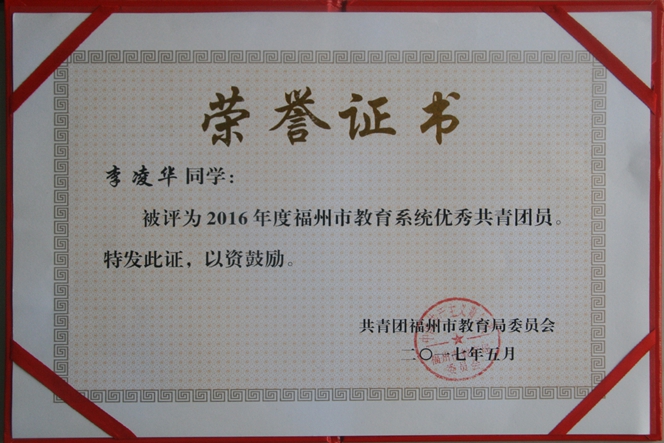 荣誉证书
李凌华同学：
被评为2016年度福州市教育系统优秀共青团员。
特发此证，以资鼓励。
共青团福州市教育局委员会
二〇一七年五月